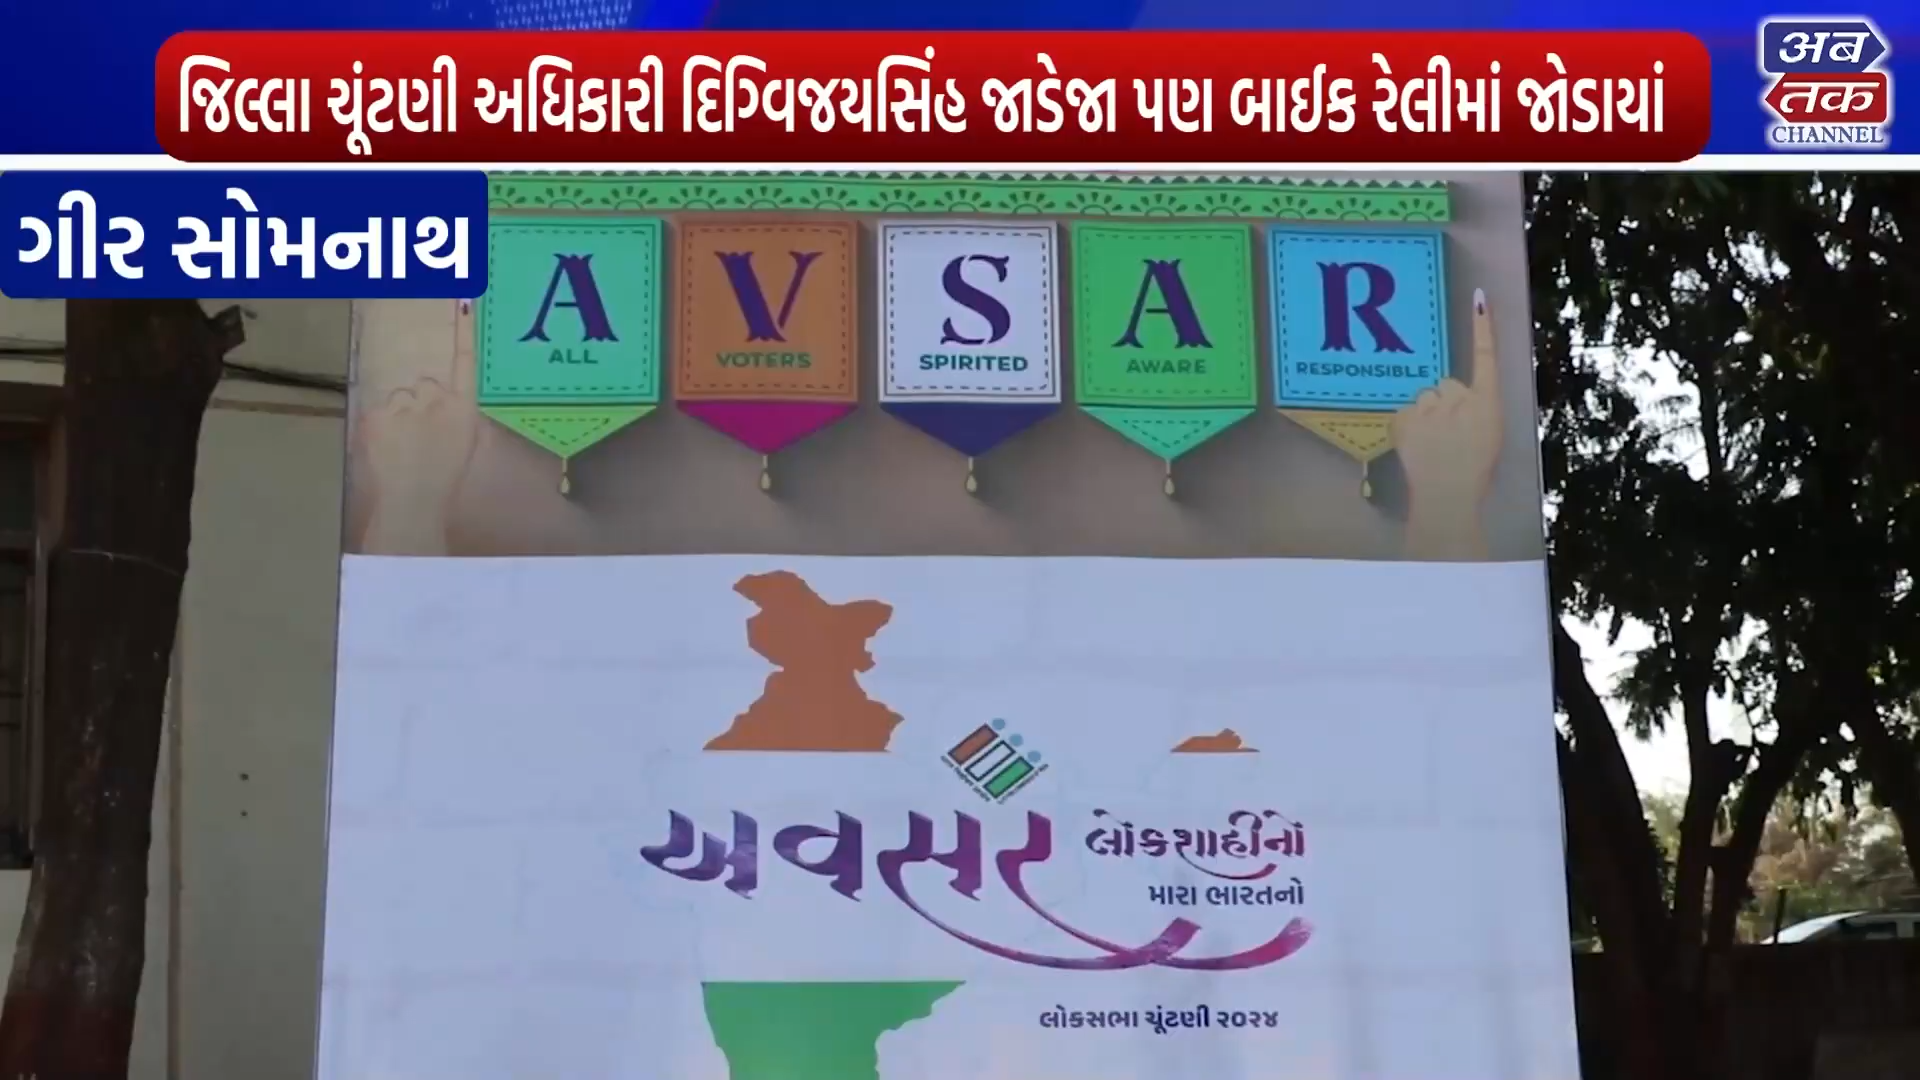 જિલ્લા ચૂંટણી અધિકારી દિગ્વિજયસિંહ જાડેજા પણ બાઈક રેલીમાં જોડાયાં
अब
तक
CHANNEL
ગીર સોમનાથ
A V S A R
ALL VOTERS SPIRITED AWARE RESPONSIBLE
અવસર લોકશાહીનો
મારા ભારતનો
લોકસભા ચૂંટણી ૨૦૨૪